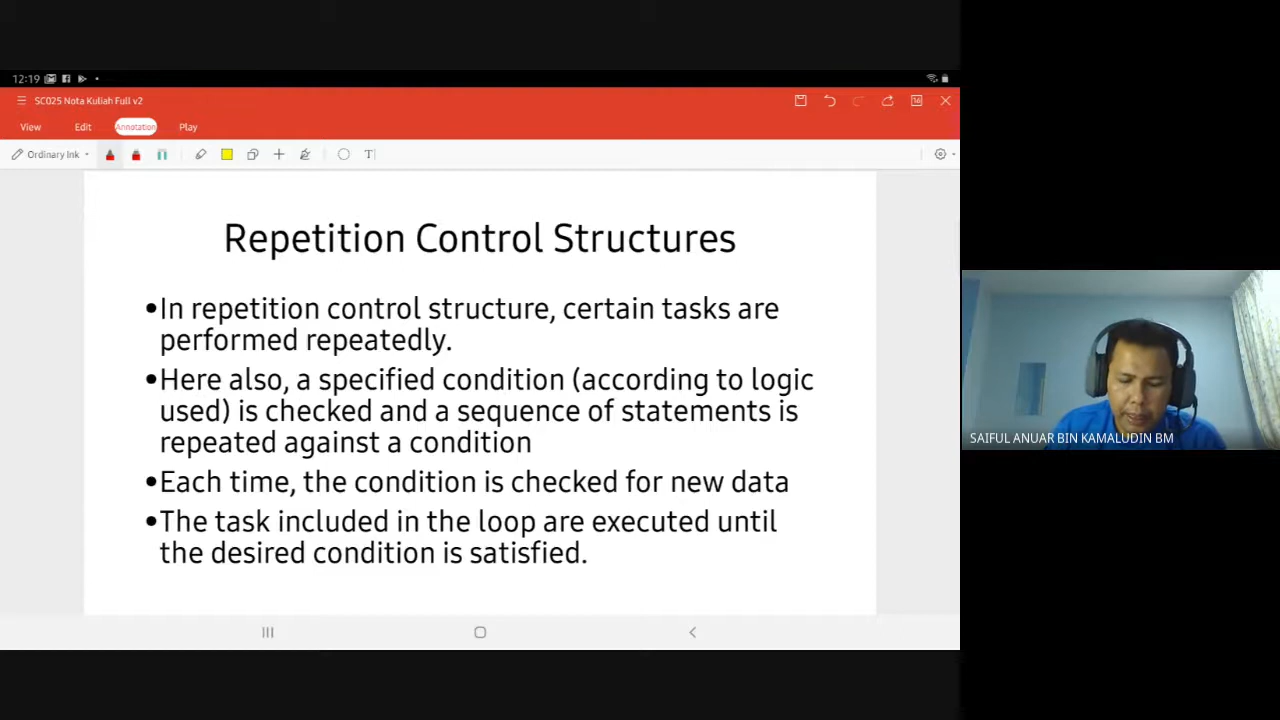 12:19
SC025 Nota Kuliah Full v2
View Edit Annotation Play
Ordinary Ink
Repetition Control Structures
•In repetition control structure, certain tasks are
performed repeatedly.
•Here also, a specified condition (according to logic
used) is checked and a sequence of statements is
repeated against a condition
•Each time, the condition is checked for new data
•The task included in the loop are executed until
the desired condition is satisfied.
SAIFUL ANUAR BIN KAMALUDIN BM